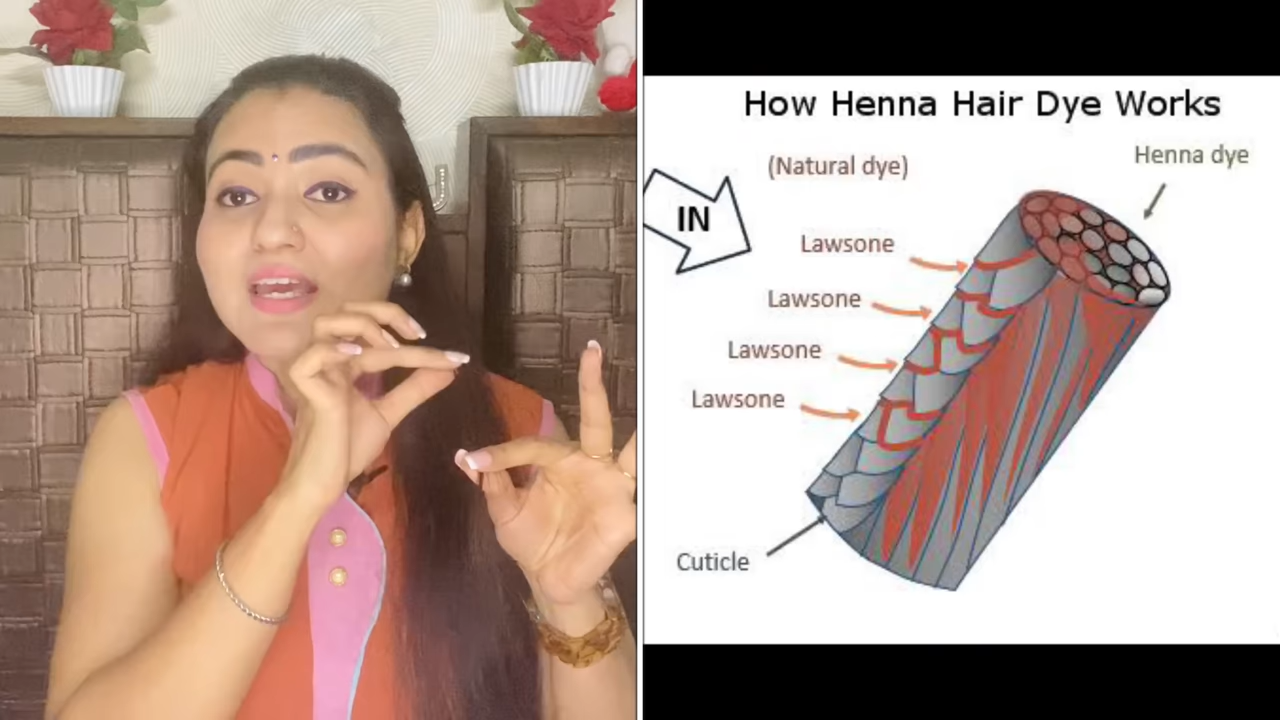 How Henna Hair Dye Works
(Natural dye)
Henna dye
IN
Lawsone
Lawsone
Lawsone
Lawsone
Cuticle